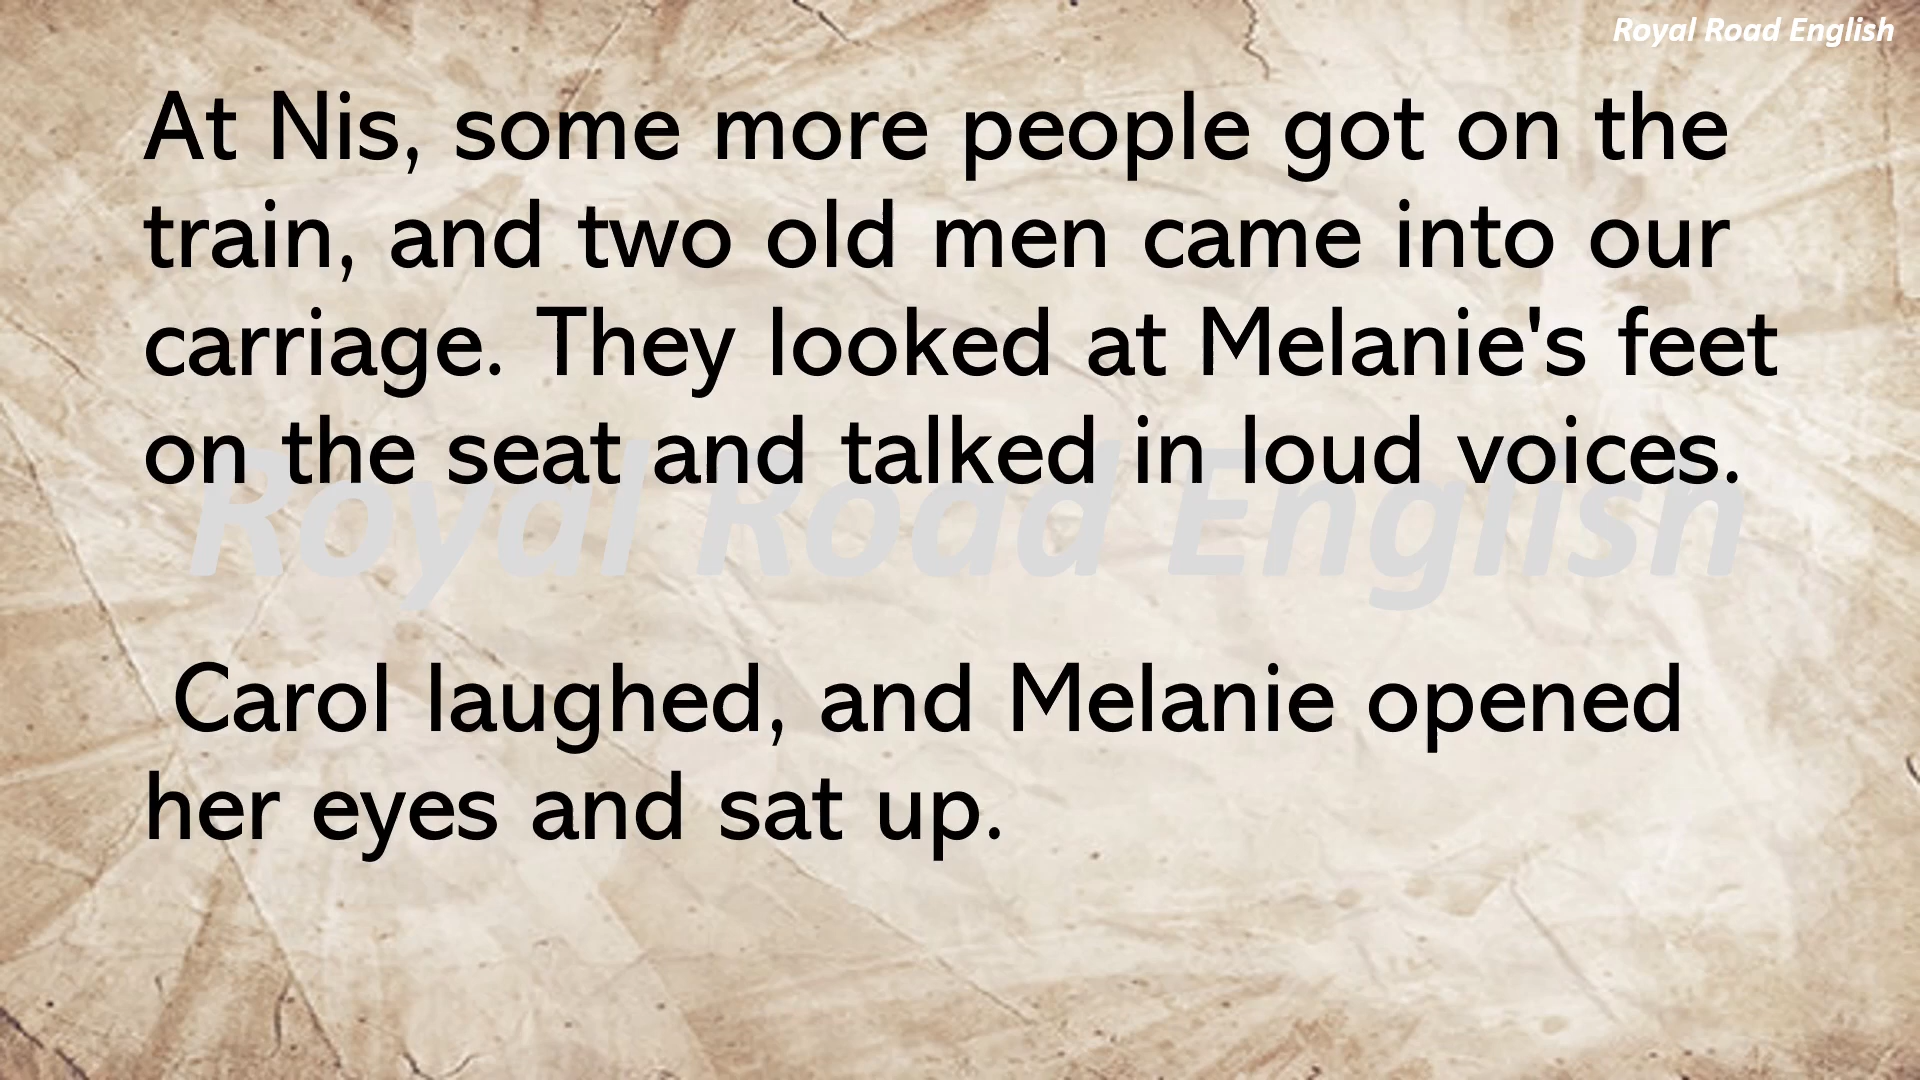 Royal Road English
At Nis, some more people got on the
train, and two old men came into our
carriage. They looked at Melanie's feet
on the seat and talked in loud voices.
Royal Road English
Carol laughed, and Melanie opened
her eyes and sat up.